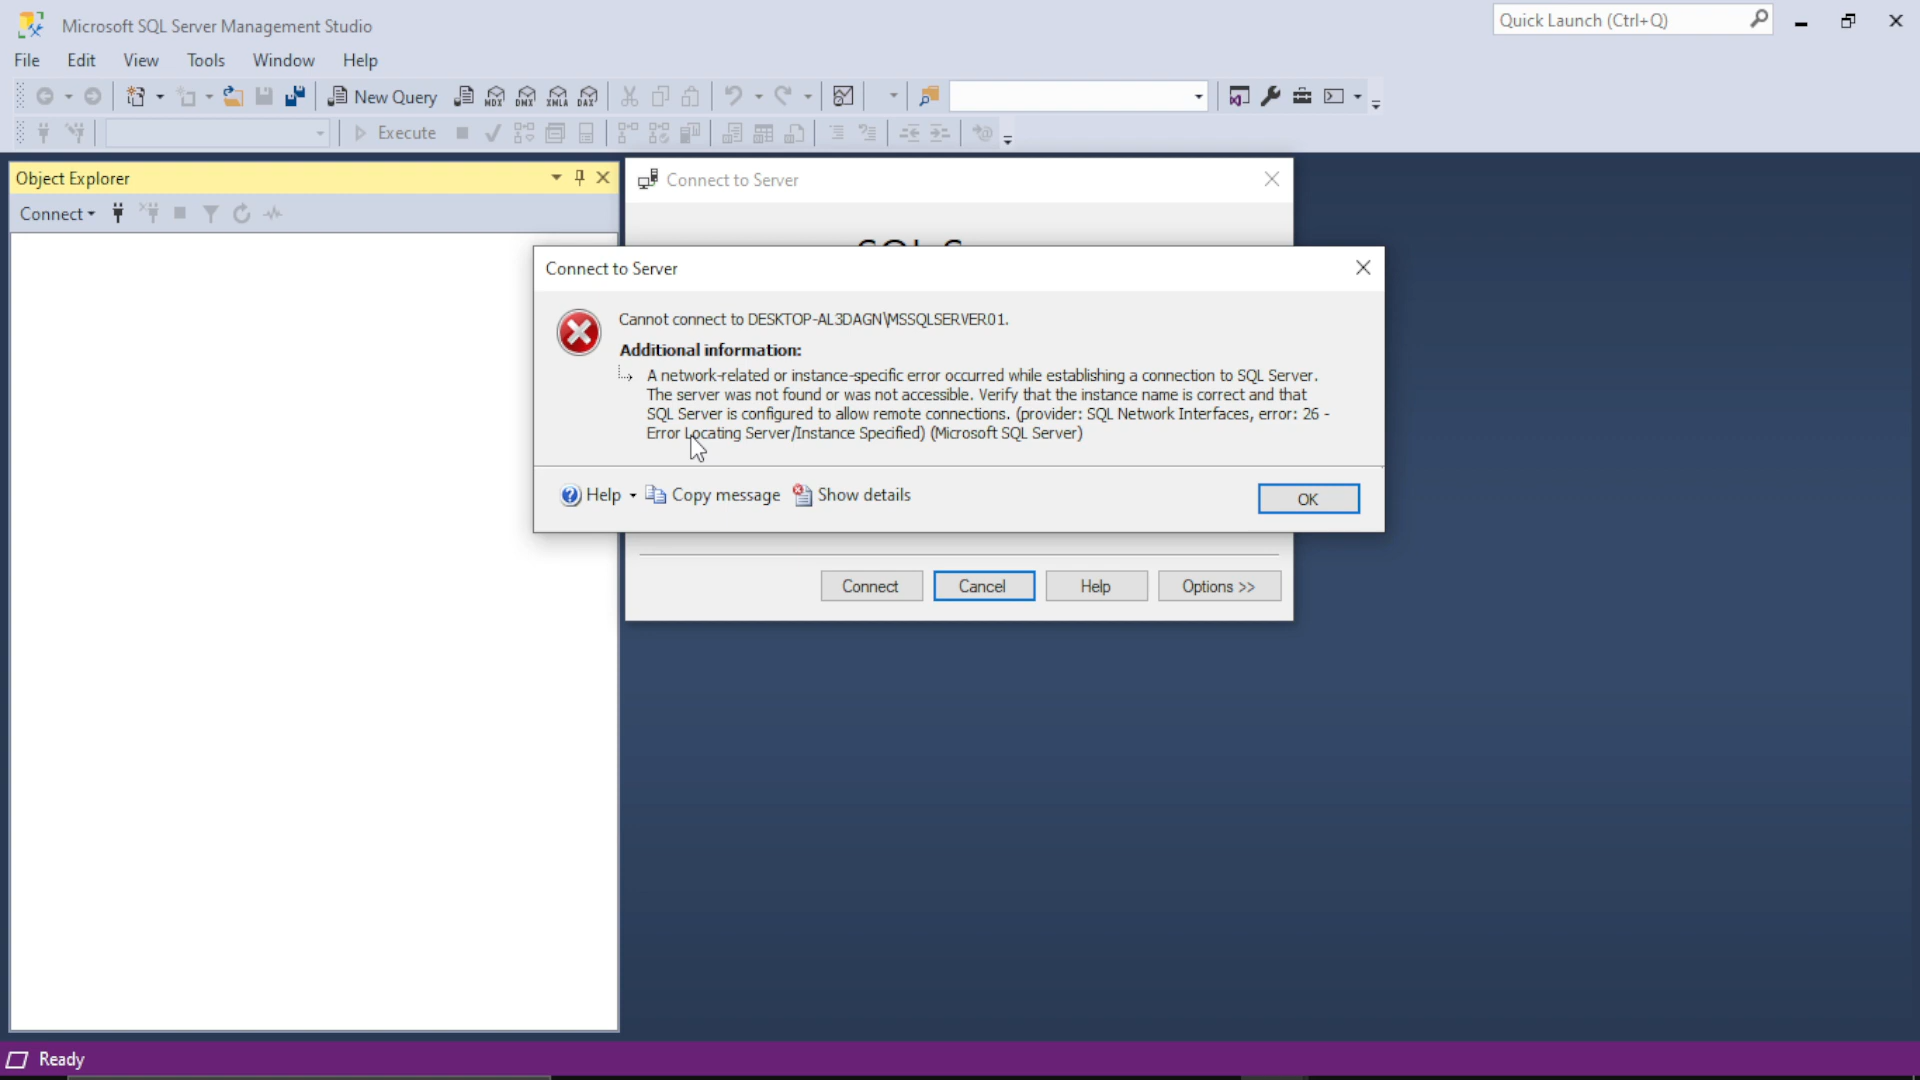 Microsoft SQL Server Management Studio
Quick Launch (Ctrl+Q)
File Edit View Tools Window Help
New Query MDX DMX XMLA DAX
Execute
Object Explorer
Connect
Connect to Server
Connect to Server
Cannot connect to DESKTOP-AL3DAGN\MSSQLSERVER01.
Additional information:
A network-related or instance-specific error occurred while establishing a connection to SQL Server.
The server was not found or was not accessible. Verify that the instance name is correct and that
SQL Server is configured to allow remote connections. (provider: SQL Network Interfaces, error: 26 -
Error Locating Server/Instance Specified) (Microsoft SQL Server)
Help Copy message Show details OK
Connect Cancel Help Options >>
Ready